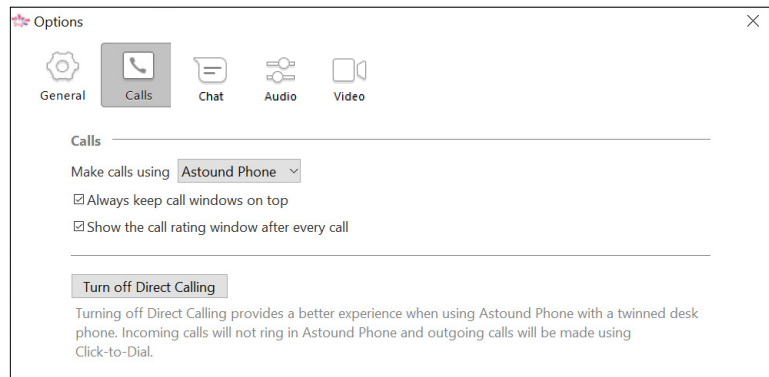 Options
General
Calls
Chat
Audio
Video
Calls
Make calls using Astound Phone
Always keep call windows on top
Show the call rating window after every call
Turn off Direct Calling
Turning off Direct Calling provides a better experience when using Astound Phone with a twinned desk
phone. Incoming calls will not ring in Astound Phone and outgoing calls will be made using
Click-to-Dial.